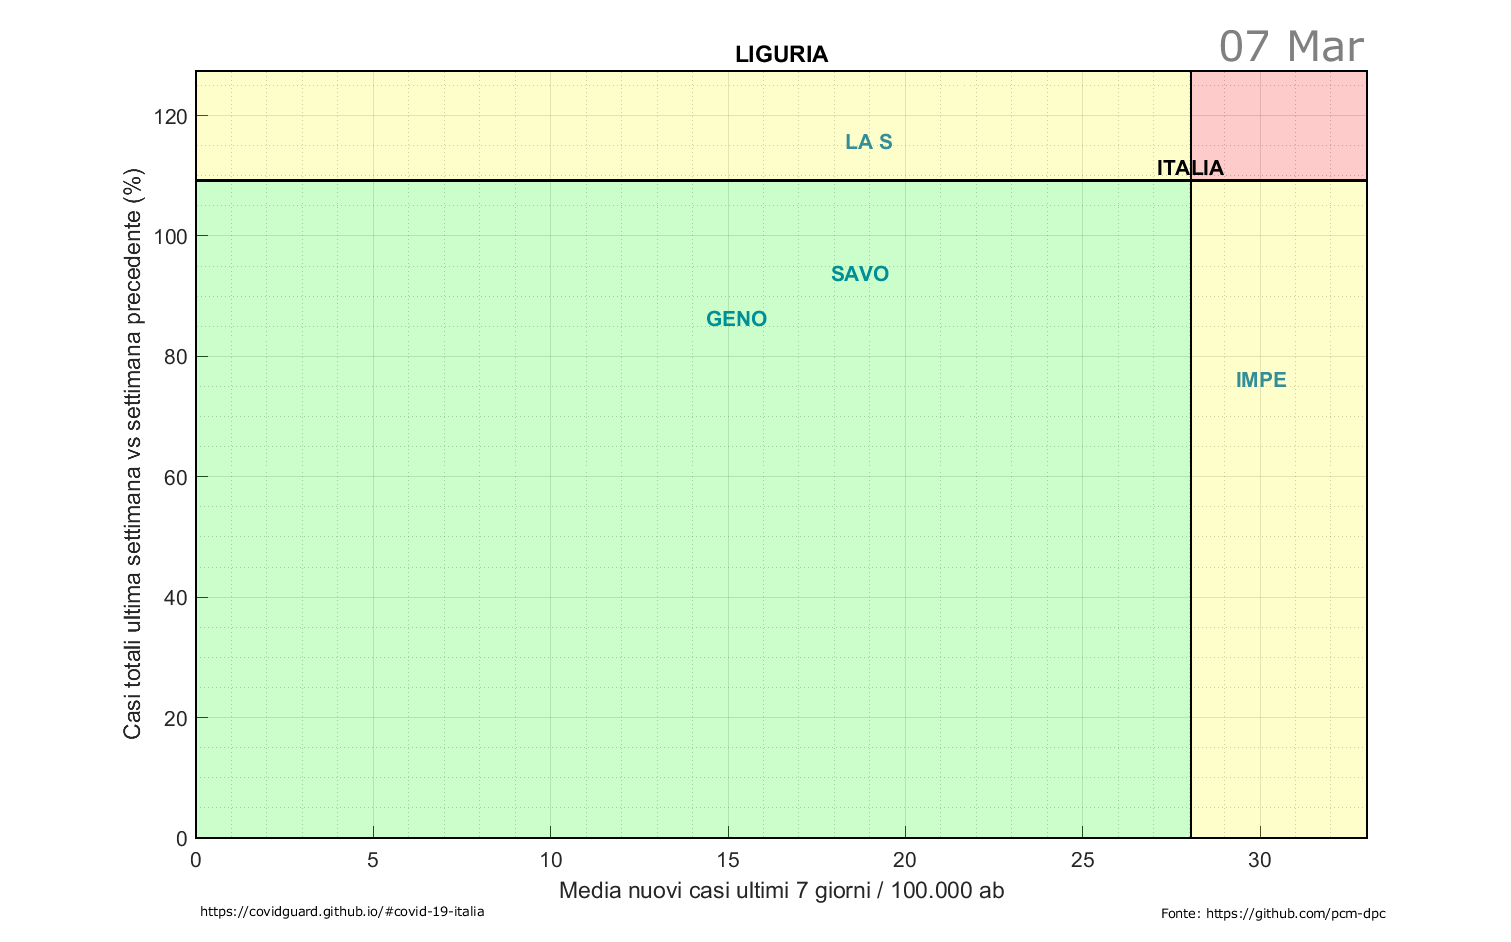 07 Mar
LIGURIA
120
LA S
ITALIA
100
SAVO
GENO
80
IMPE
60
40
20
0
Casi totali ultima settimana vs settimana precedente (%)
0 5 10 15 20 25 30
Media nuovi casi ultimi 7 giorni / 100.000 ab
https://covidguard.github.io/#covid-19-italia
Fonte: https://github.com/pcm-dpc